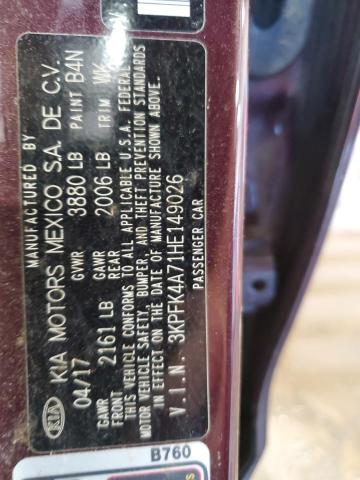 MANUFACTURED BY
KIA KIA MOTORS MEXICO S.A. DE C.V.
04/17 GVWR 3880 LB PAINT B4N
GAWR FRONT 2161 LB GAWR REAR 2006 LB TRIM WK
THIS VEHICLE CONFORMS TO ALL APPLICABLE U.S.A. FEDERAL
MOTOR VEHICLE SAFETY, BUMPER, AND THEFT PREVENTION STANDARDS
IN EFFECT ON THE DATE OF MANUFACTURE SHOWN ABOVE.
V.I.N. 3KPFK4A71HE149026
PASSENGER CAR
B760